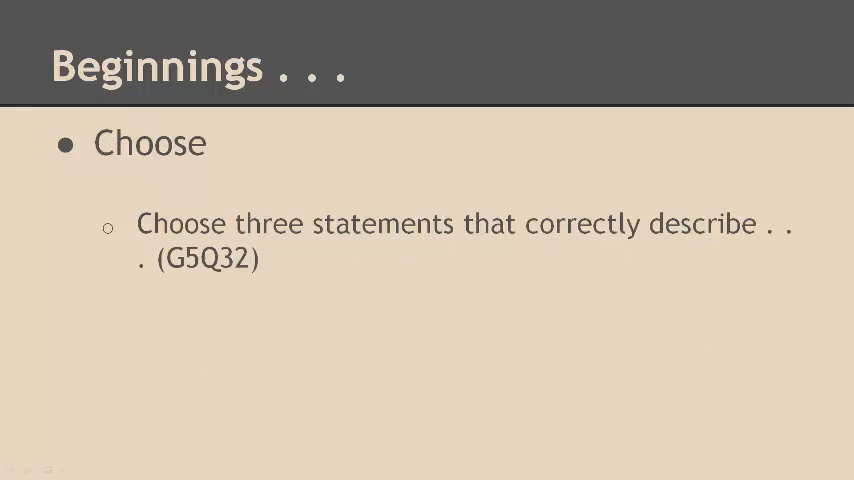 Beginnings . . .
● Choose
○ Choose three statements that correctly describe . .
. (G5Q32)